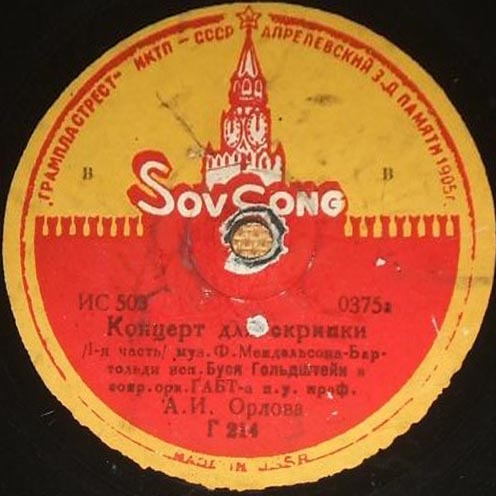 „ГРАМПЛАСТРЕСТ" НКТП – СССР АПРЕЛЕВСКИЙ З-Д ПАМЯТИ 1905 г.
В В
SovSong
ИС 503 0375а
Концерт для скрипки
/1-я часть/ муз. Ф. Мендельсона-Бар-
тольди исп. Буся Гольдштейн в
сопр. орк. ГАБТ-а п. у. проф.
А. И. Орлова
Г 214
MADE IN USSR